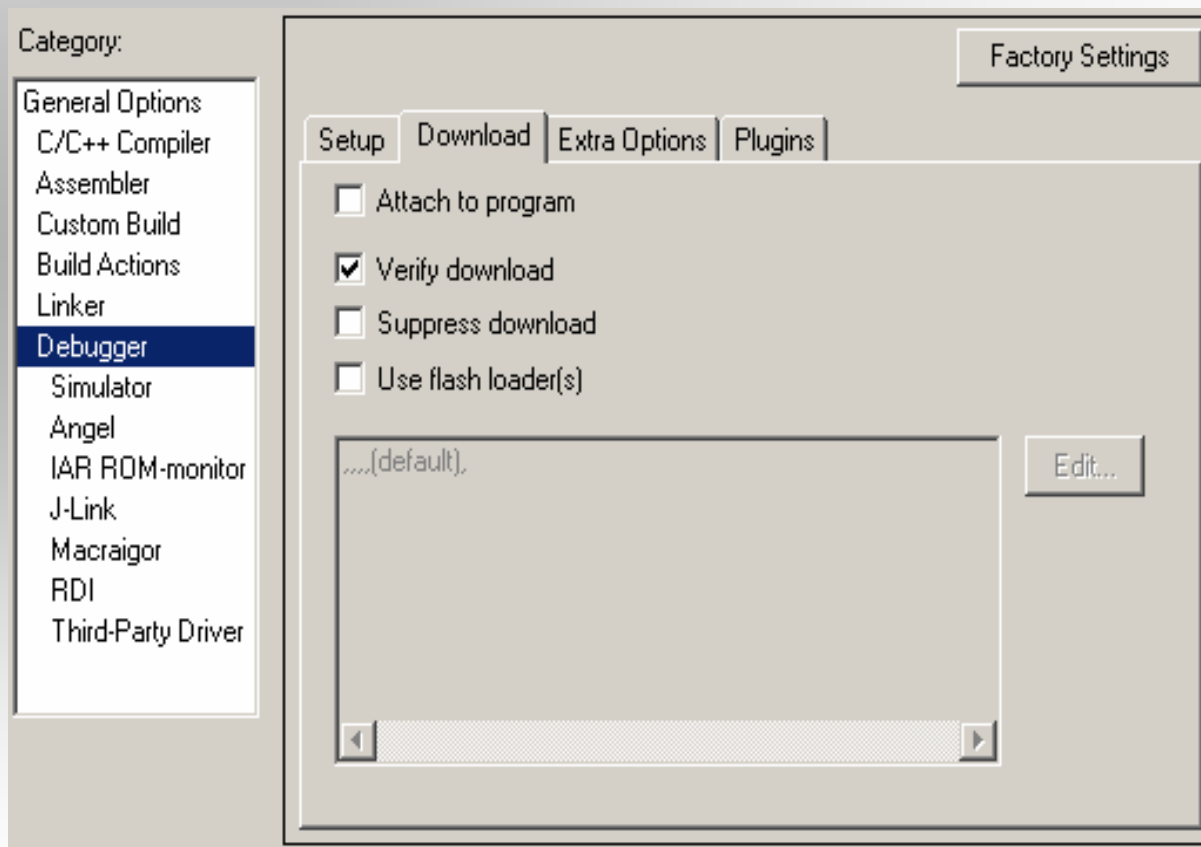 Category:
General Options
C/C++ Compiler
Assembler
Custom Build
Build Actions
Linker
Debugger
Simulator
Angel
IAR ROM-monitor
J-Link
Macraigor
RDI
Third-Party Driver
Factory Settings
Setup Download Extra Options Plugins
Attach to program
Verify download
Suppress download
Use flash loader(s)
,,,,(default),
Edit...